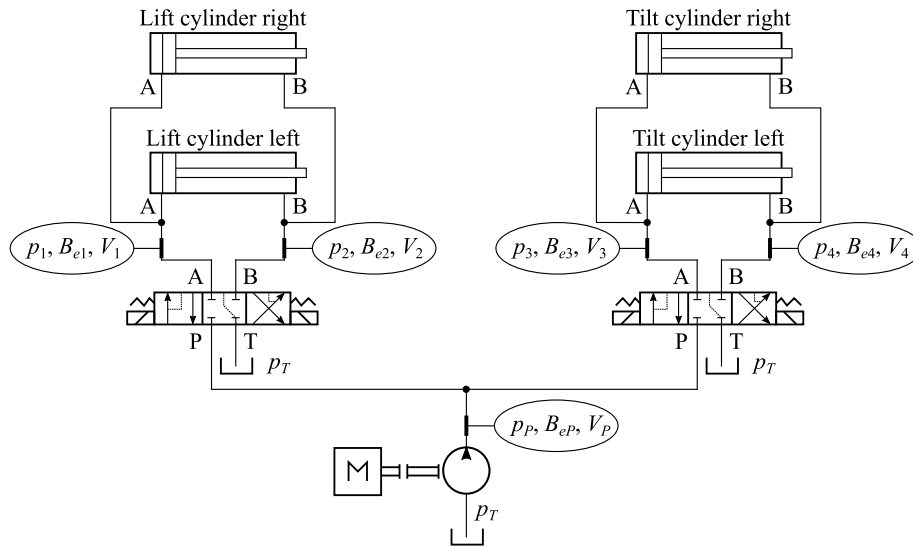 Lift cylinder right
Tilt cylinder right
A
B
A
B
Lift cylinder left
Tilt cylinder left
A
B
A
B
p1, Be1, V1
p2, Be2, V2
p3, Be3, V3
p4, Be4, V4
A
B
A
B
P
T
P
T
pT
pT
pP, BeP, VP
M
pT